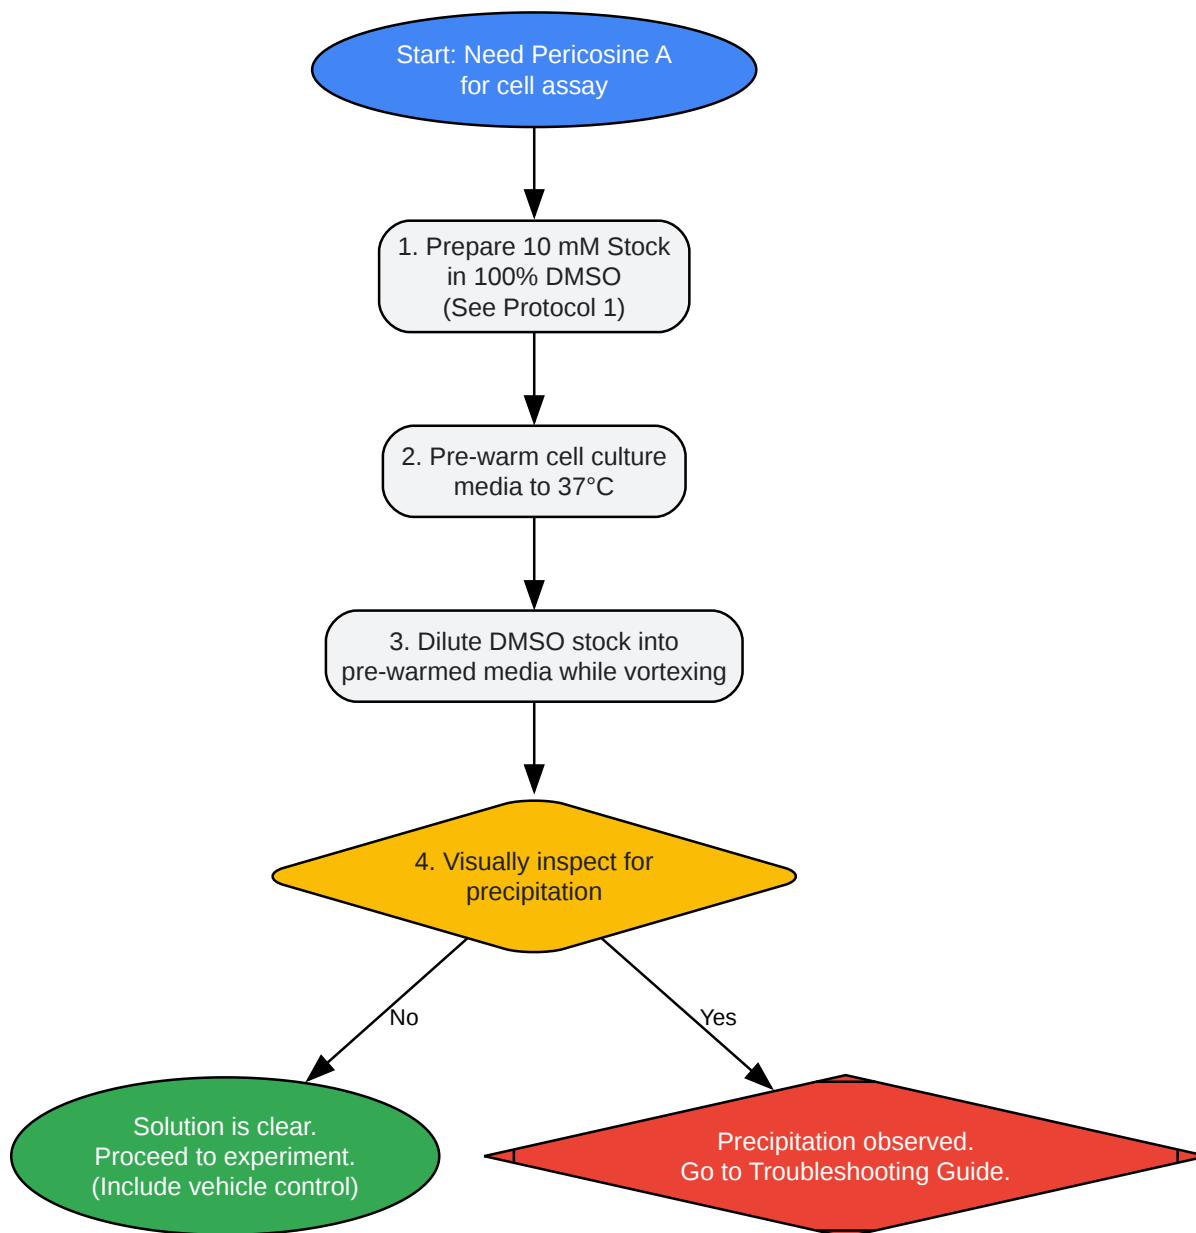 Start: Need Pericosine A
for cell assay
1. Prepare 10 mM Stock
in 100% DMSO
(See Protocol 1)
2. Pre-warm cell culture
media to 37°C
3. Dilute DMSO stock into
pre-warmed media while vortexing
4. Visually inspect for
precipitation
No
Yes
Solution is clear.
Proceed to experiment.
(Include vehicle control)
Precipitation observed.
Go to Troubleshooting Guide.